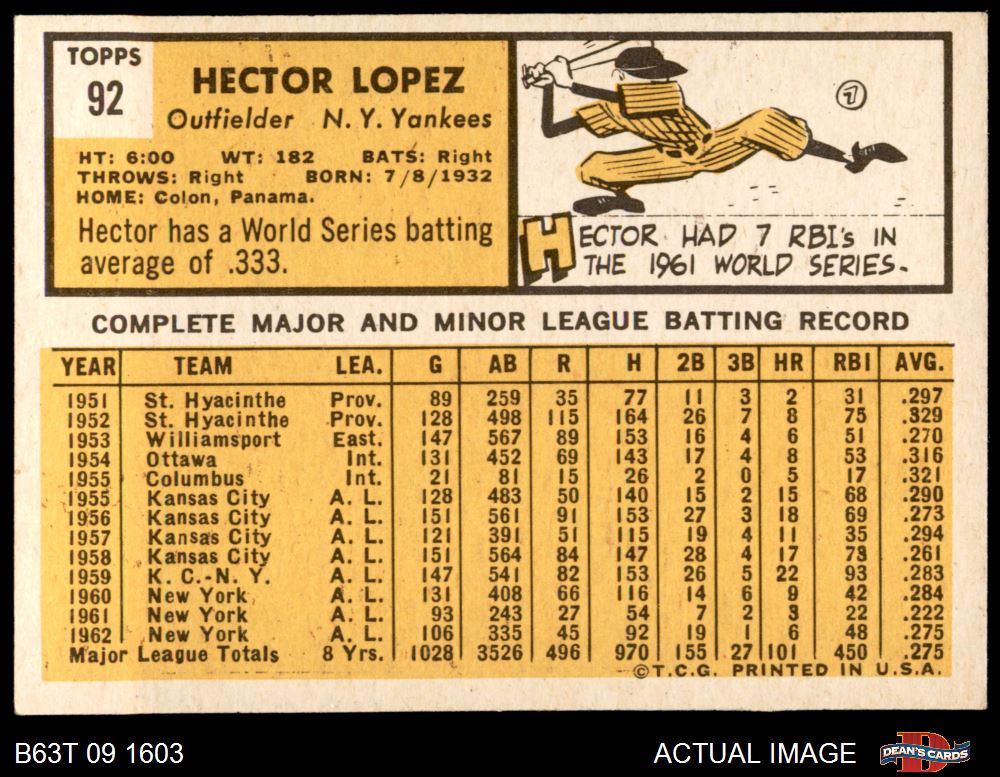 TOPPS
92
HECTOR LOPEZ
Outfielder N. Y. Yankees
HT: 6:00 WT: 182 BATS: Right
THROWS: Right BORN: 7/8/1932
HOME: Colon, Panama.
Hector has a World Series batting
average of .333.
7
HECTOR HAD 7 RBI's IN
THE 1961 WORLD SERIES.
COMPLETE MAJOR AND MINOR LEAGUE BATTING RECORD
YEAR TEAM LEA. G AB R H 2B 3B HR RBI AVG.
1951 St. Hyacinthe Prov. 89 259 35 77 11 3 2 31 .297
1952 St. Hyacinthe Prov. 128 498 115 164 26 7 8 75 .329
1953 Williamsport East. 147 567 89 153 16 4 6 51 .270
1954 Ottawa Int. 131 452 69 143 17 4 8 53 .316
1955 Columbus Int. 21 81 15 26 2 0 5 17 .321
1955 Kansas City A. L. 128 483 50 140 15 2 15 68 .290
1956 Kansas City A. L. 151 561 91 153 27 3 18 69 .273
1957 Kansas City A. L. 121 391 51 115 19 4 11 35 .294
1958 Kansas City A. L. 151 564 84 147 28 4 17 73 .261
1959 K. C.-N. Y. A. L. 147 541 82 153 26 5 22 93 .283
1960 New York A. L. 131 408 66 116 14 6 9 42 .284
1961 New York A. L. 93 243 27 54 7 2 3 22 .222
1962 New York A. L. 106 335 45 92 19 1 6 48 .275
Major League Totals 8 Yrs. 1028 3526 496 970 155 27 101 450 .275
©T.C.G. PRINTED IN U.S.A.
B63T 09 1603 ACTUAL IMAGE DEAN'S CARDS